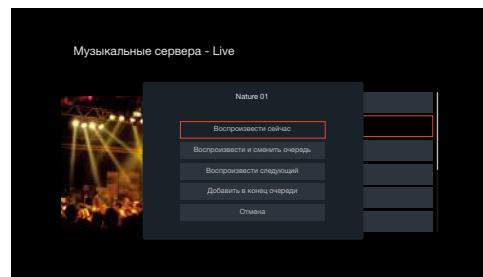 Музыкальные сервера - Live
Nature 01
Воспроизвести сейчас
Воспроизвести и сменить очередь
Воспроизвести следующий
Добавить в конец очереди
Отмена